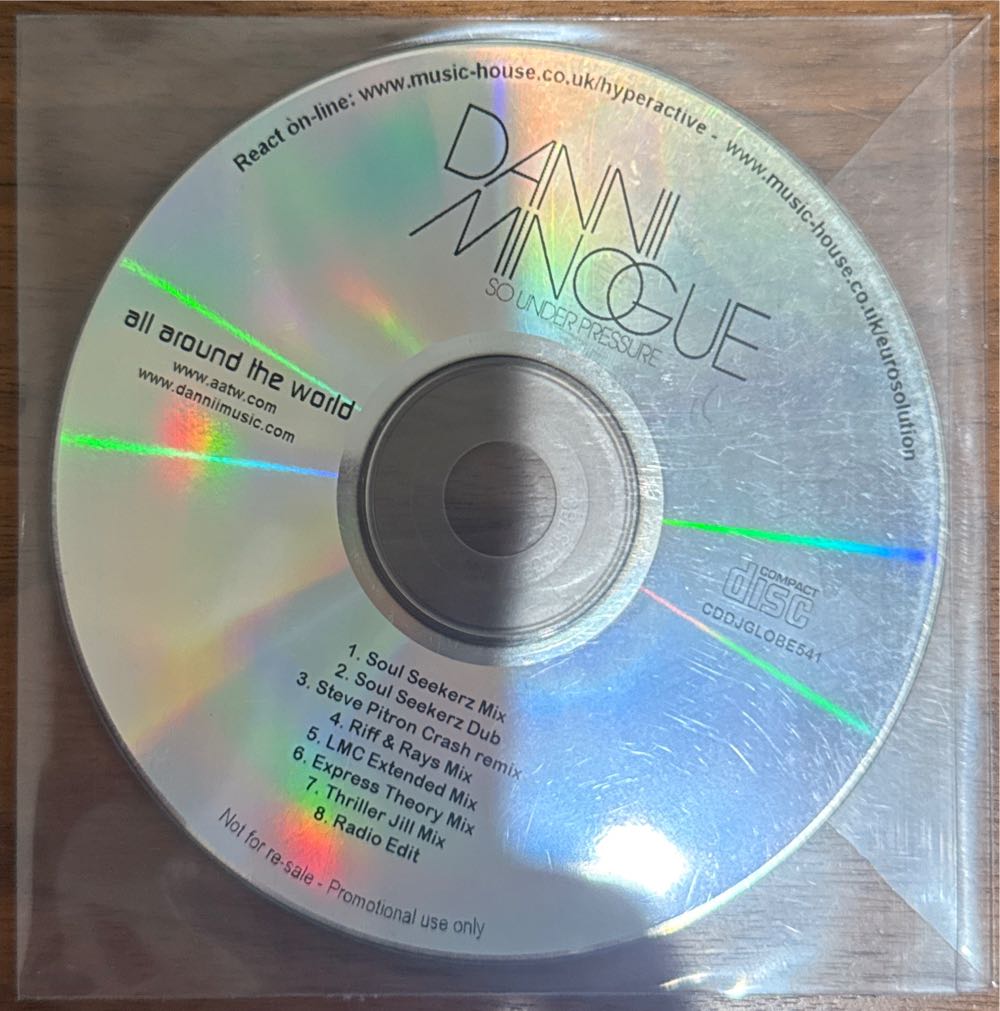 React on-line: www.music-house.co.uk/hyperactive - www.music-house.co.uk/eurosolution
DANNII
MINOGUE
SO UNDER PRESSURE
all around the world
www.aatw.com
www.danniimusic.com
COMPACT
disc
CDDJGLOBE541
1. Soul Seekerz Mix
2. Soul Seekerz Dub
3. Steve Pitron Crash remix
4. Riff & Rays Mix
5. LMC Extended Mix
6. Express Theory Mix
7. Thriller Jill Mix
8. Radio Edit
Not for re-sale - Promotional use only